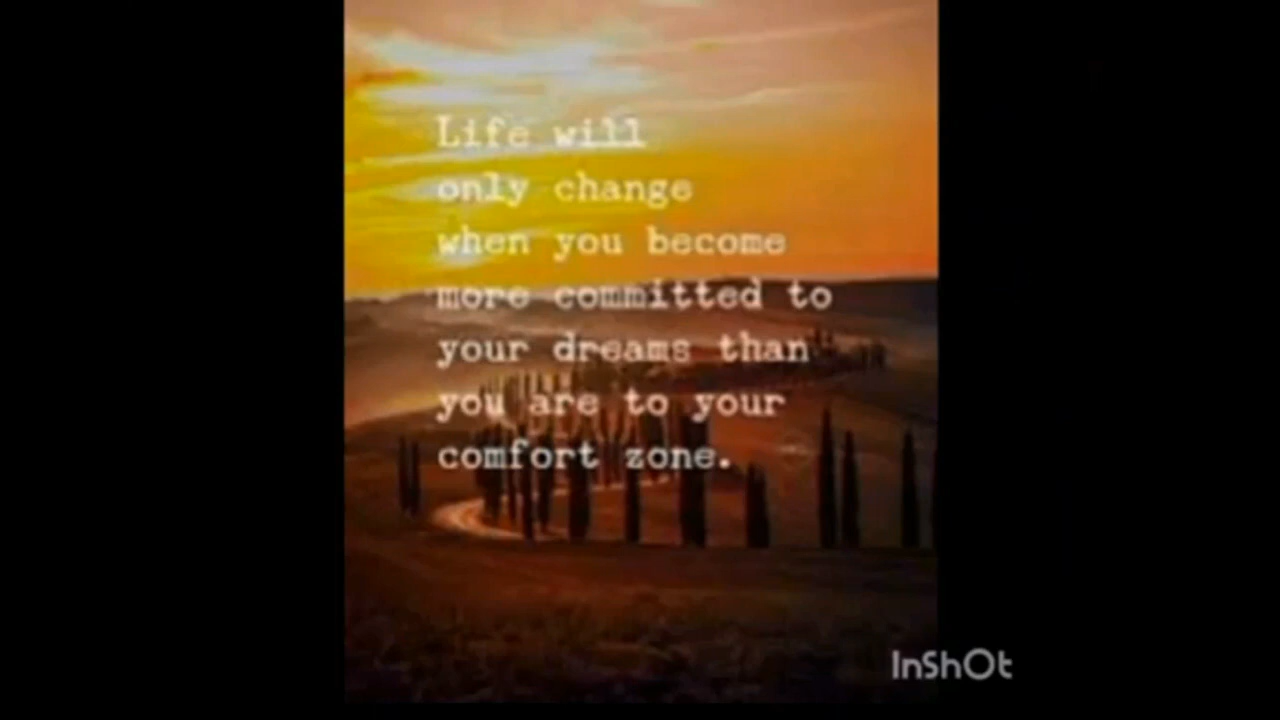 Life will
only change
when you become
more committed to
your dreams than
you are to your
comfort zone.
InShOt